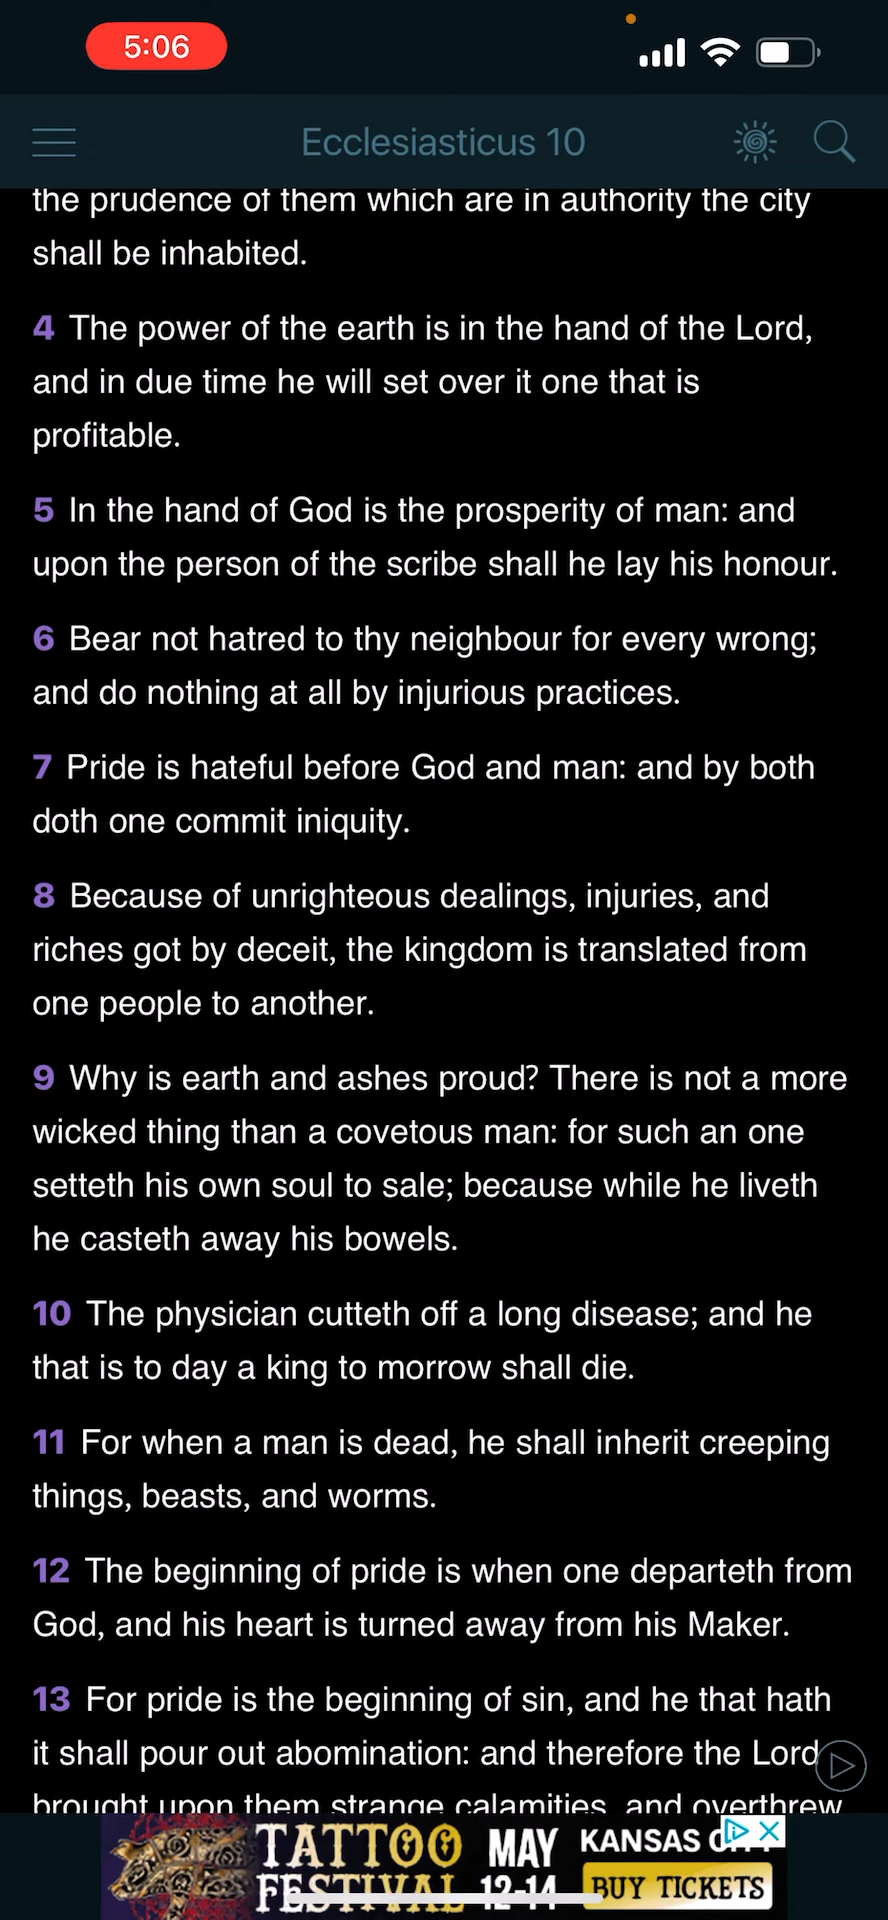 5:06
Ecclesiasticus 10
the prudence of them which are in authority the city
shall be inhabited.
4 The power of the earth is in the hand of the Lord,
and in due time he will set over it one that is
profitable.
5 In the hand of God is the prosperity of man: and
upon the person of the scribe shall he lay his honour.
6 Bear not hatred to thy neighbour for every wrong;
and do nothing at all by injurious practices.
7 Pride is hateful before God and man: and by both
doth one commit iniquity.
8 Because of unrighteous dealings, injuries, and
riches got by deceit, the kingdom is translated from
one people to another.
9 Why is earth and ashes proud? There is not a more
wicked thing than a covetous man: for such an one
setteth his own soul to sale; because while he liveth
he casteth away his bowels.
10 The physician cutteth off a long disease; and he
that is to day a king to morrow shall die.
11 For when a man is dead, he shall inherit creeping
things, beasts, and worms.
12 The beginning of pride is when one departeth from
God, and his heart is turned away from his Maker.
13 For pride is the beginning of sin, and he that hath
it shall pour out abomination: and therefore the Lord
brought upon them strange calamities, and overthrew
TATTOO
FESTIVAL
MAY
12-14
KANSAS
BUY TICKETS